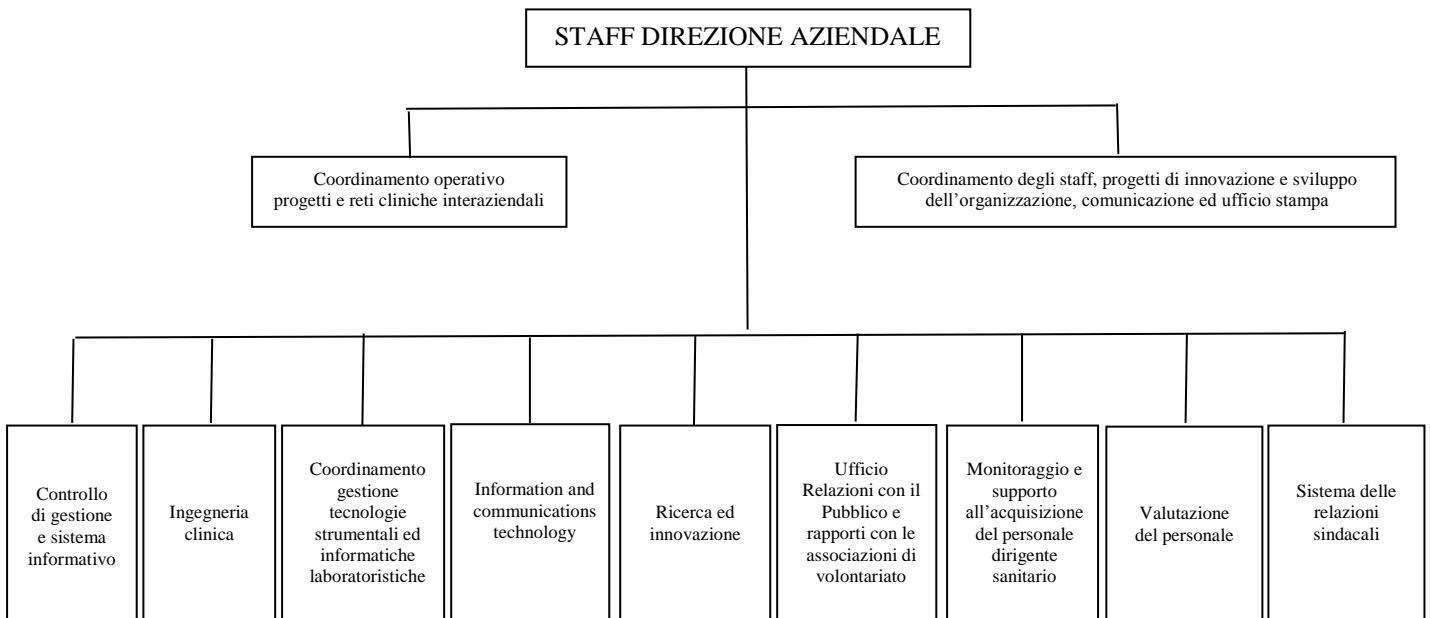 STAFF DIREZIONE AZIENDALE
Coordinamento operativo
progetti e reti cliniche interaziendali
Coordinamento degli staff, progetti di innovazione e sviluppo
dell’organizzazione, comunicazione ed ufficio stampa
Controllo
di gestione
e sistema
informativo
Ingegneria
clinica
Coordinamento
gestione
tecnologie
strumentali ed
informatiche
laboratoristiche
Information and
communications
technology
Ricerca ed
innovazione
Ufficio
Relazioni con il
Pubblico e
rapporti con le
associazioni di
volontariato
Monitoraggio e
supporto
all’acquisizione
del personale
dirigente
sanitario
Valutazione
del personale
Sistema delle
relazioni
sindacali